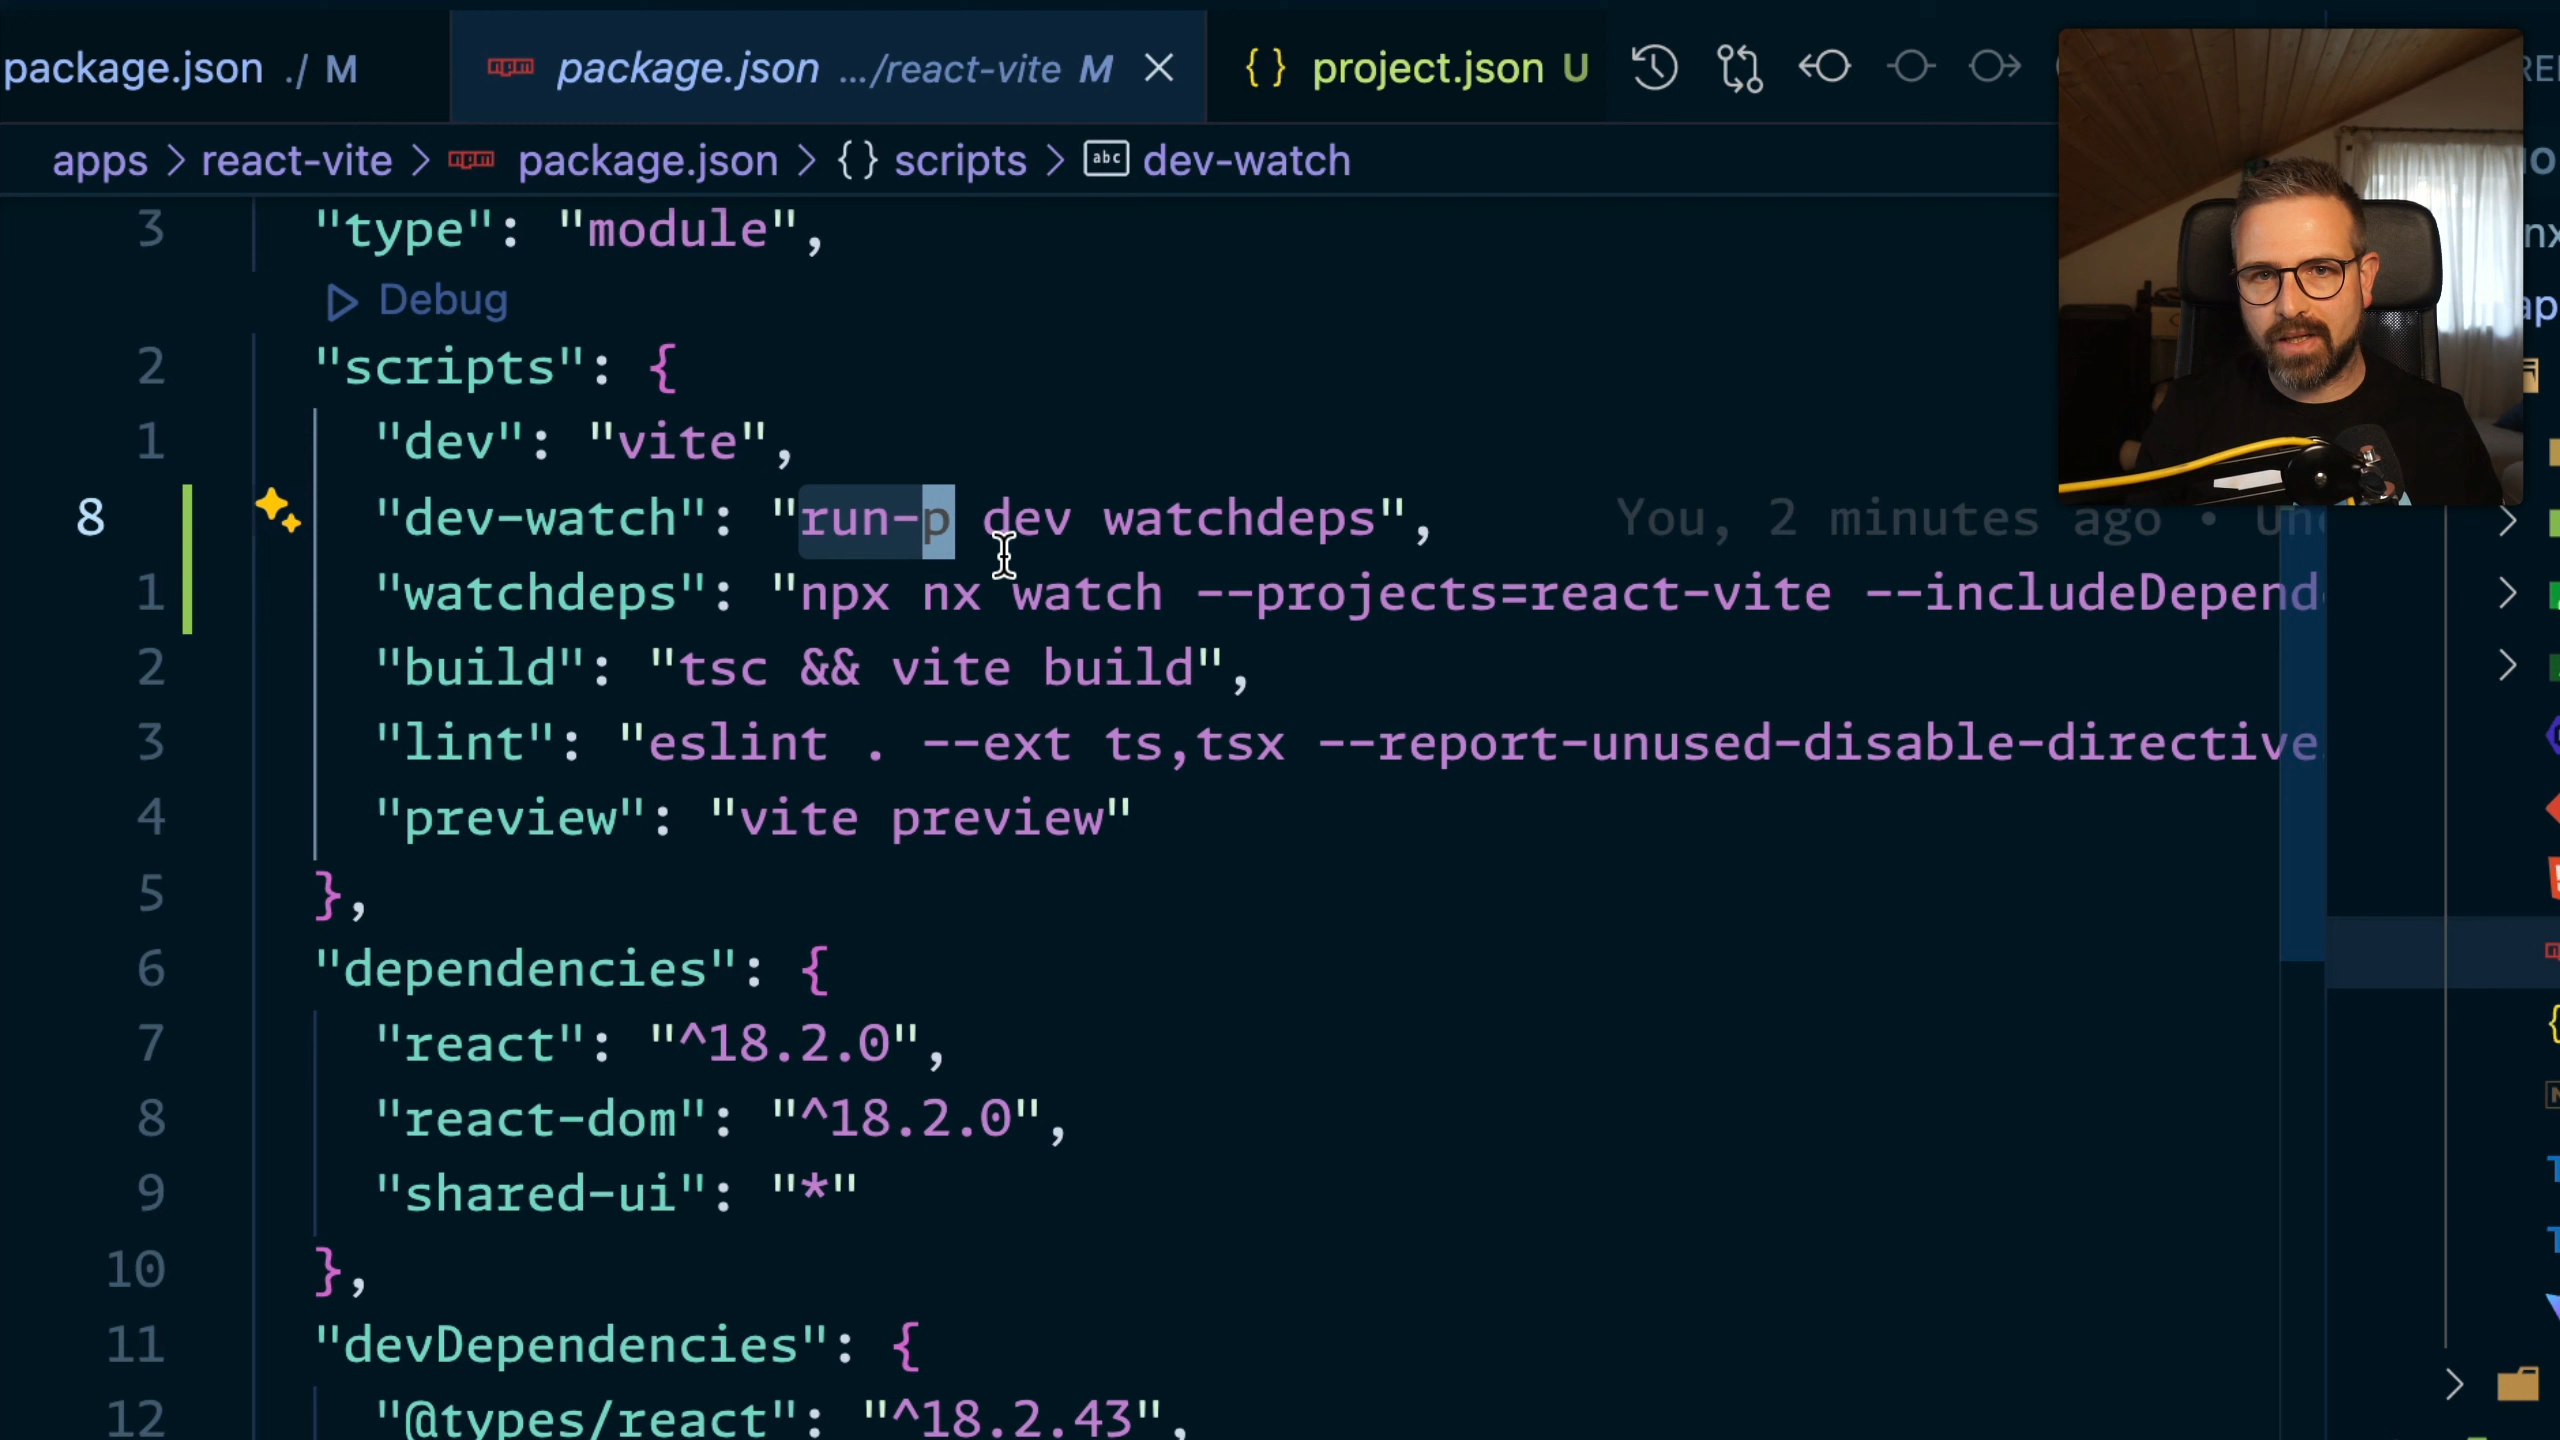 package.json ./ M
package.json .../react-vite M
{} project.json U
apps > react-vite > package.json > {} scripts > abc dev-watch
3 "type": "module",
Debug
2 "scripts": {
1 "dev": "vite",
8 "dev-watch": "run-p dev watchdeps", You, 2 minutes ago • Unc
1 "watchdeps": "npx nx watch --projects=react-vite --includeDepend
2 "build": "tsc && vite build",
3 "lint": "eslint . --ext ts,tsx --report-unused-disable-directive
4 "preview": "vite preview"
5 },
6 "dependencies": {
7 "react": "^18.2.0",
8 "react-dom": "^18.2.0",
9 "shared-ui": "*"
10 },
11 "devDependencies": {
12 "@types/react": "^18.2.43",